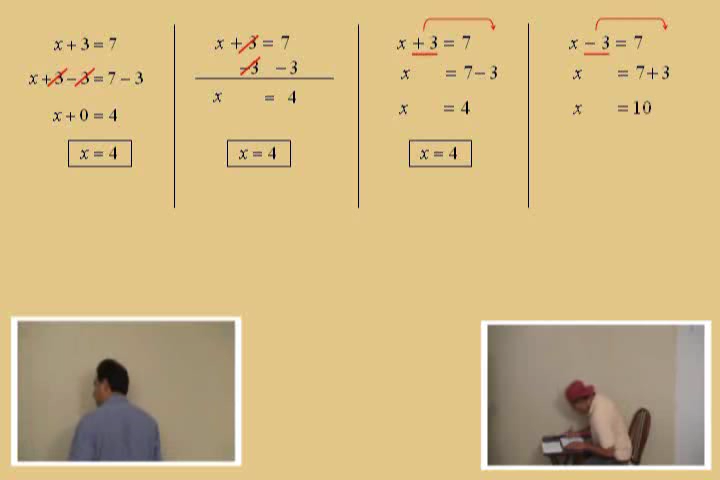 x + 3 = 7
x + 3 − 3 = 7 − 3
x + 0 = 4
x = 4
x + 3 = 7
−3 − 3
x = 4
x = 4
x + 3 = 7
x = 7 − 3
x = 4
x = 4
x − 3 = 7
x = 7+3
x = 10